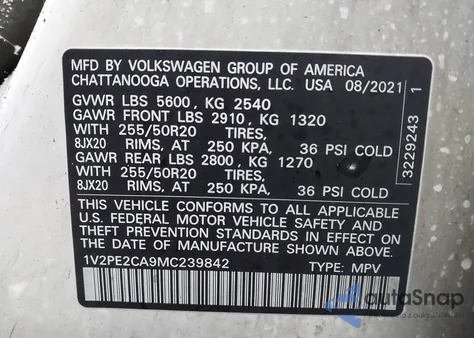 MFD BY VOLKSWAGEN GROUP OF AMERICA
CHATTANOOGA OPERATIONS, LLC. USA 08/2021
GVWR LBS 5600, KG 2540
GAWR FRONT LBS 2910, KG 1320
WITH 255/50R20 TIRES,
8JX20 RIMS, AT 250 KPA, 36 PSI COLD
GAWR REAR LBS 2800, KG 1270
WITH 255/50R20 TIRES,
8JX20 RIMS, AT 250 KPA, 36 PSI COLD
THIS VEHICLE CONFORMS TO ALL APPLICABLE
U.S. FEDERAL MOTOR VEHICLE SAFETY AND
THEFT PREVENTION STANDARDS IN EFFECT ON THE
DATE OF MANUFACTURE SHOWN ABOVE.
1V2PE2CA9MC239842 TYPE: MPV
3229243 1
autoSnap